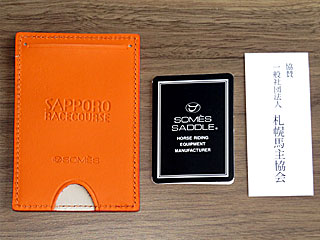 SAPPORO
RACECOURSE
SOMÈS
SOMÈS
SADDLE®
HORSE RIDING
EQUIPMENT
MANUFACTURER
協賛
一般社団法人 札幌馬主協会